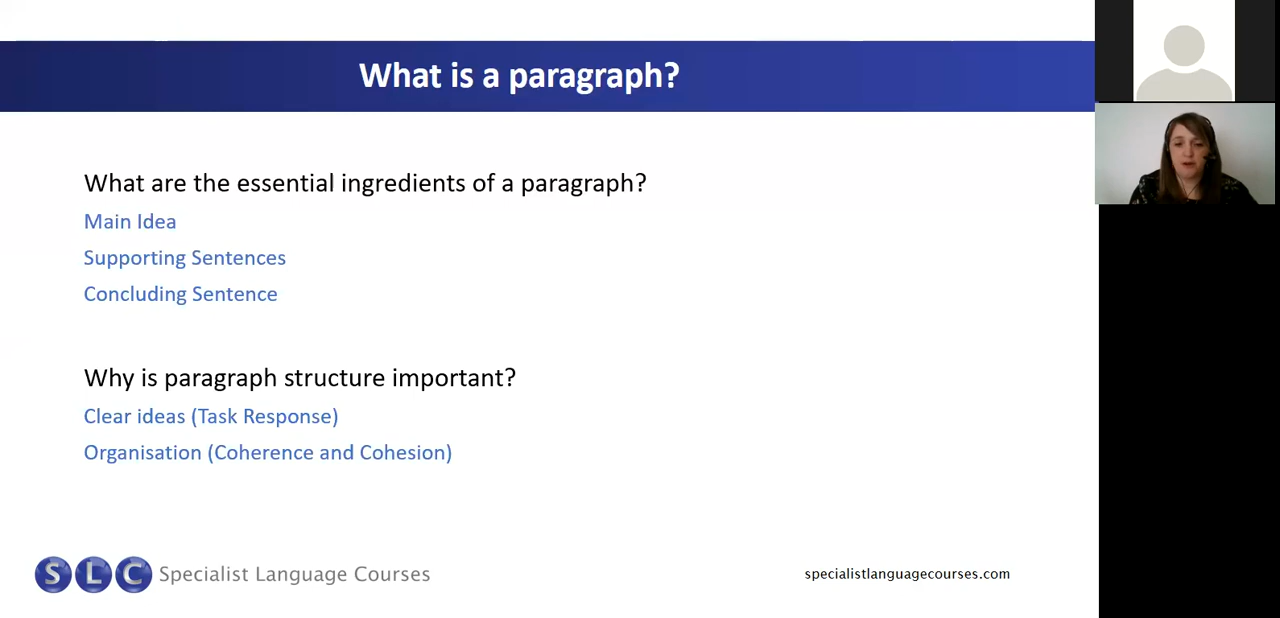 What is a paragraph?
What are the essential ingredients of a paragraph?
Main Idea
Supporting Sentences
Concluding Sentence
Why is paragraph structure important?
Clear ideas (Task Response)
Organisation (Coherence and Cohesion)
SLC Specialist Language Courses
specialistlanguagecourses.com